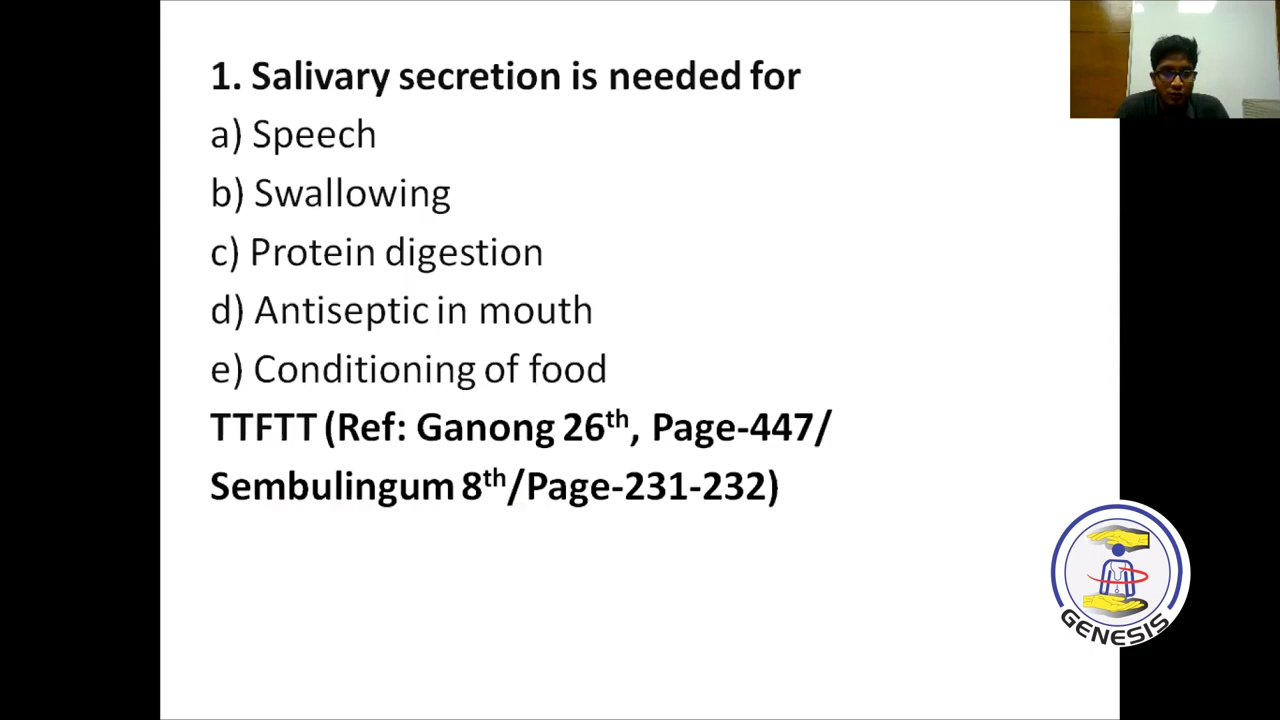 1. Salivary secretion is needed for
a) Speech
b) Swallowing
c) Protein digestion
d) Antiseptic in mouth
e) Conditioning of food
TTFTT (Ref: Ganong 26th, Page-447/
Sembulingum 8th/Page-231-232)
GENESIS